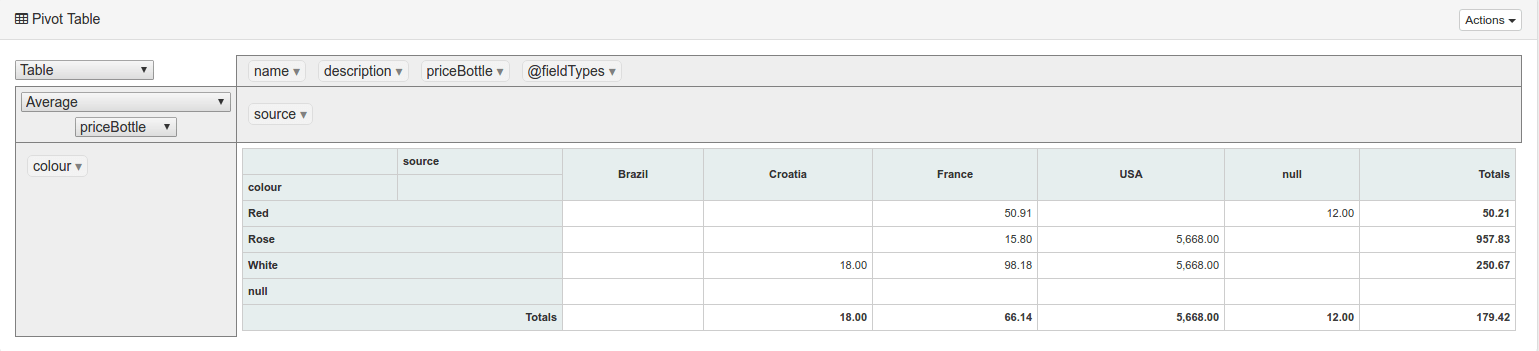 Pivot Table Actions
Table name description priceBottle @fieldTypes
Average
priceBottle
source
colour
source Brazil Croatia France USA null Totals
colour
Red 50.91 12.00 50.21
Rose 15.80 5,668.00 957.83
White 18.00 98.18 5,668.00 250.67
null
Totals 18.00 66.14 5,668.00 12.00 179.42